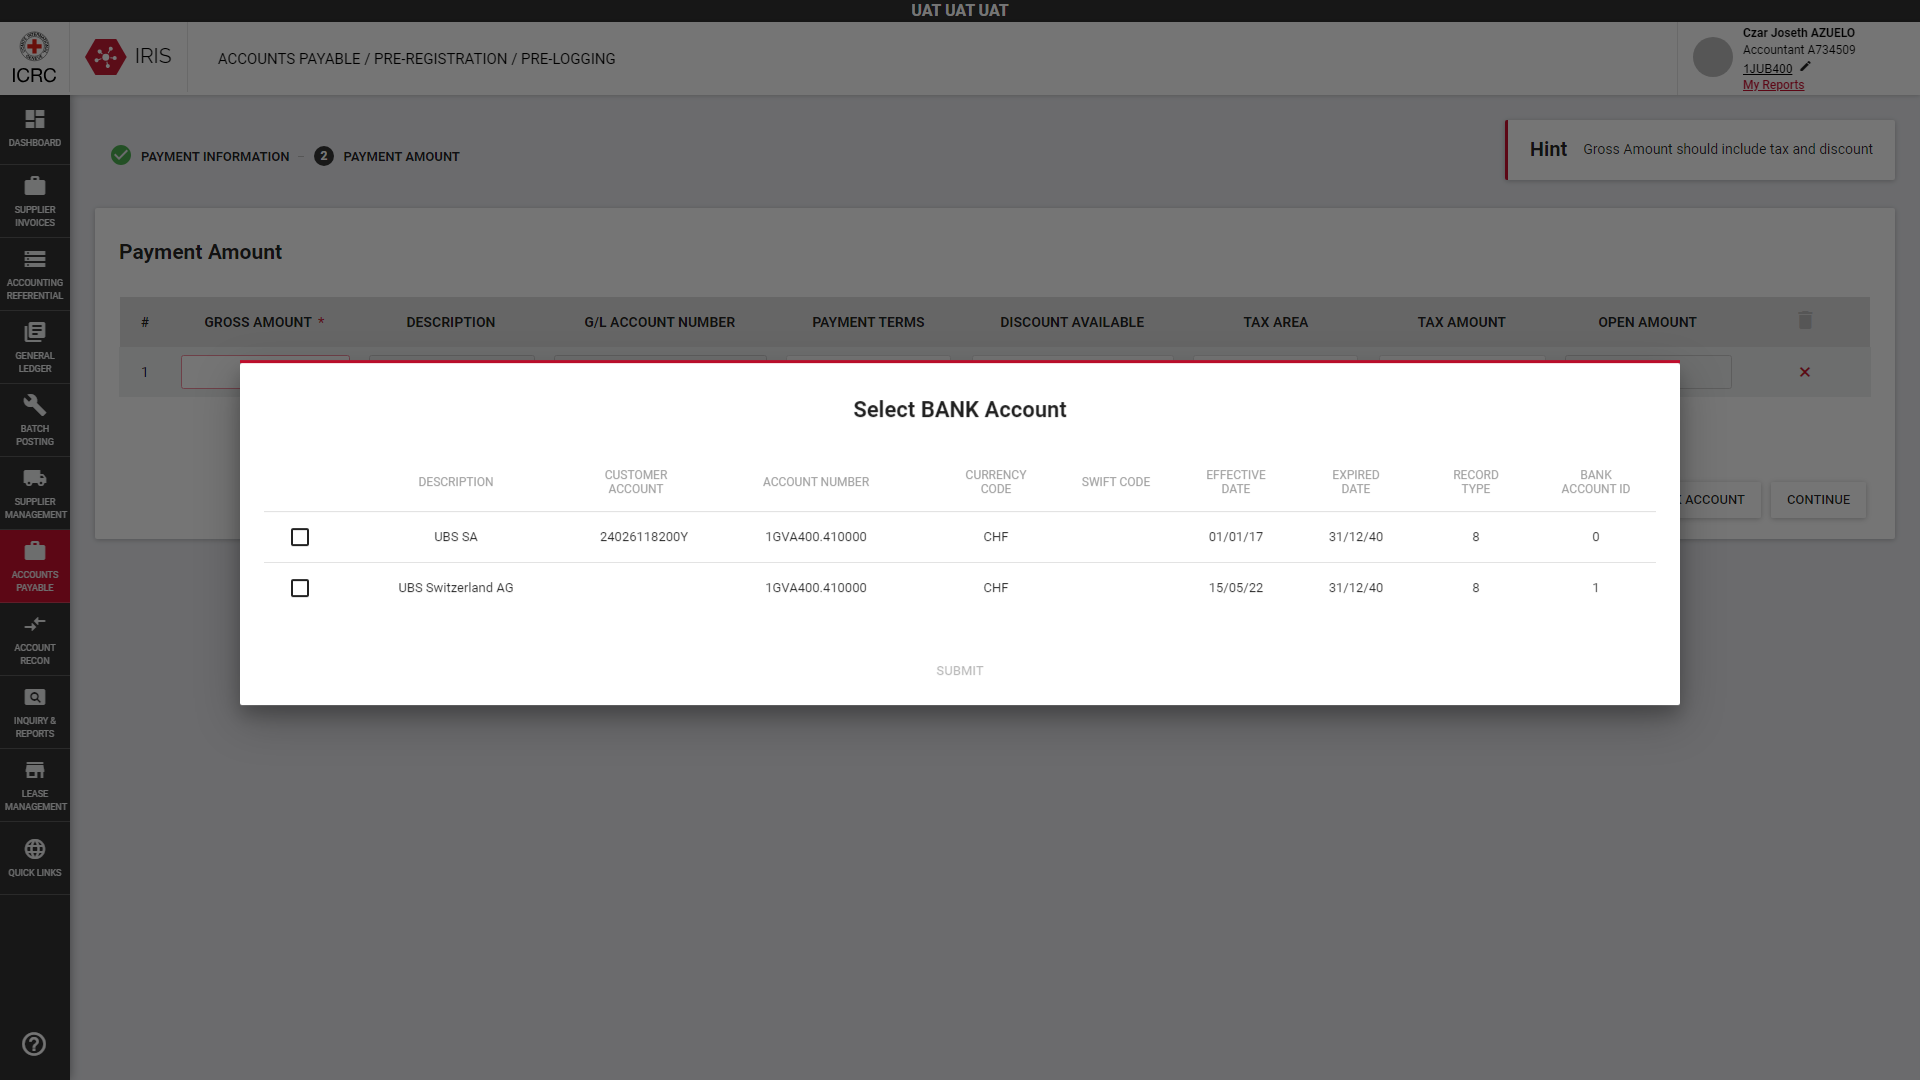 UAT UAT UAT
ICRC
IRIS
ACCOUNTS PAYABLE / PRE-REGISTRATION / PRE-LOGGING
Czar Joseth AZUELO
Accountant A734509
1JUB400
My Reports
DASHBOARD
SUPPLIER
INVOICES
ACCOUNTING
REFERENTIAL
GENERAL
LEDGER
BATCH
POSTING
SUPPLIER
MANAGEMENT
ACCOUNTS
PAYABLE
ACCOUNT
RECON
INQUIRY &
REPORTS
LEASE
MANAGEMENT
QUICK LINKS
PAYMENT INFORMATION
2 PAYMENT AMOUNT
Hint Gross Amount should include tax and discount
Payment Amount
# GROSS AMOUNT * DESCRIPTION G/L ACCOUNT NUMBER PAYMENT TERMS DISCOUNT AVAILABLE TAX AREA TAX AMOUNT OPEN AMOUNT
1
ACCOUNT
CONTINUE
Select BANK Account
DESCRIPTION CUSTOMER ACCOUNT ACCOUNT NUMBER CURRENCY CODE SWIFT CODE EFFECTIVE DATE EXPIRED DATE RECORD TYPE BANK ACCOUNT ID
UBS SA 24026118200Y 1GVA400.410000 CHF 01/01/17 31/12/40 8 0
UBS Switzerland AG 1GVA400.410000 CHF 15/05/22 31/12/40 8 1
SUBMIT